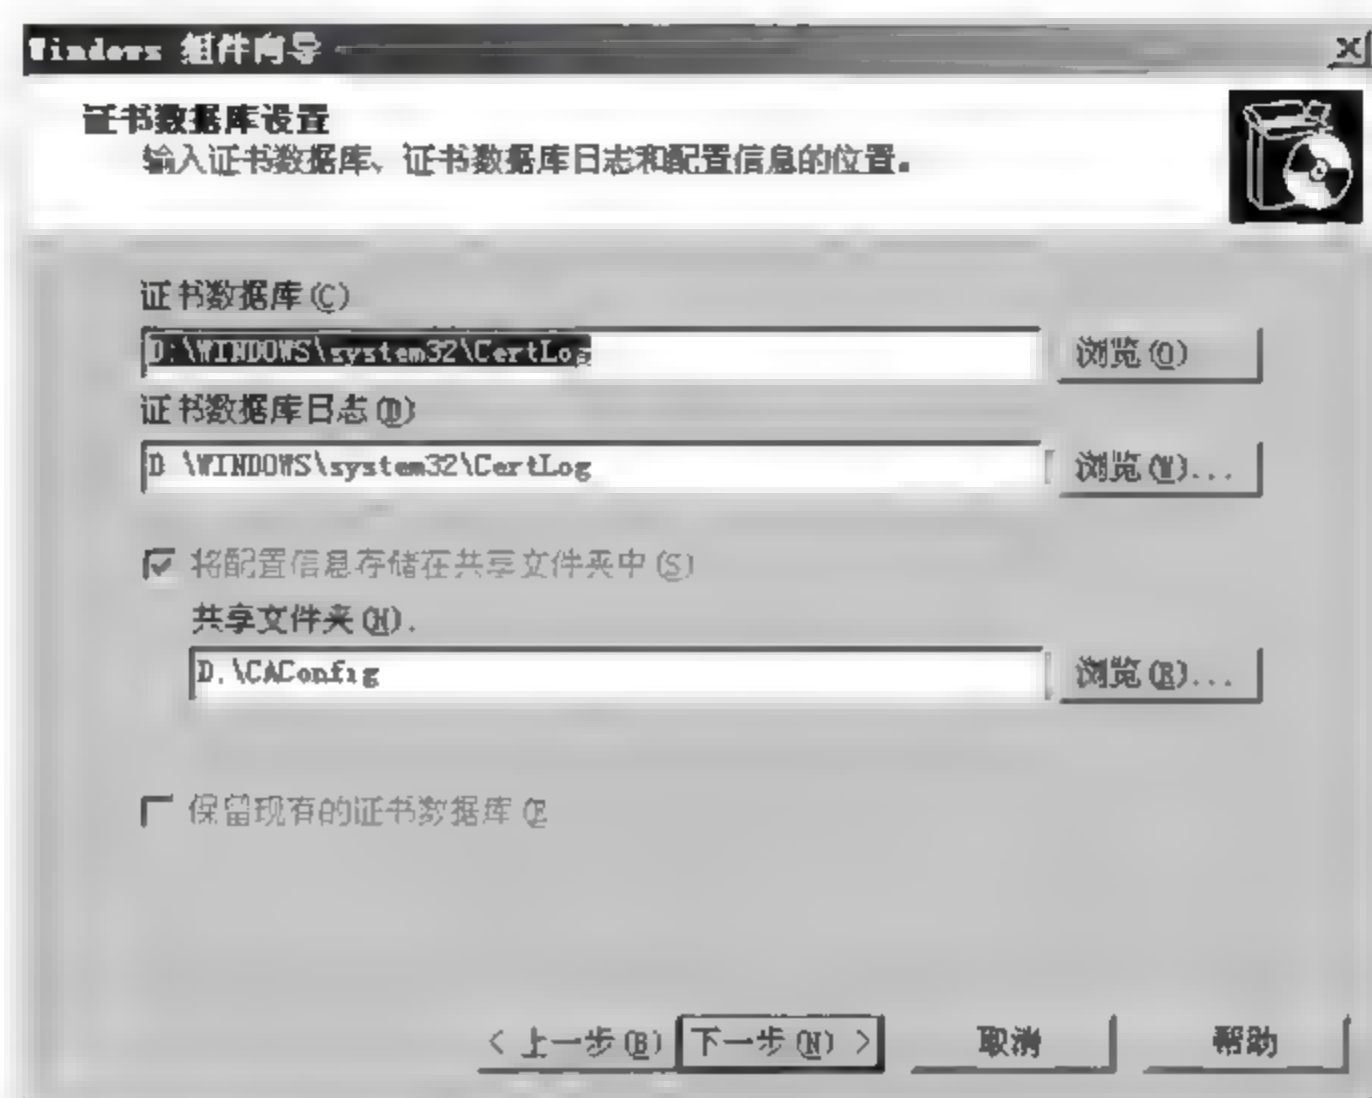 Windows 组件向导
证书数据库设置
输入证书数据库、证书数据库日志和配置信息的位置。
证书数据库(C)
D:\WINDOWS\system32\CertLog
浏览(O)
证书数据库日志(D)
D \WINDOWS\system32\CertLog
浏览(W)...
将配置信息存储在共享文件夹中(S)
共享文件夹(H).
D.\CAConfig
浏览(R)...
保留现有的证书数据库(E
< 上一步(B)
下一步(N) >
取消
帮助